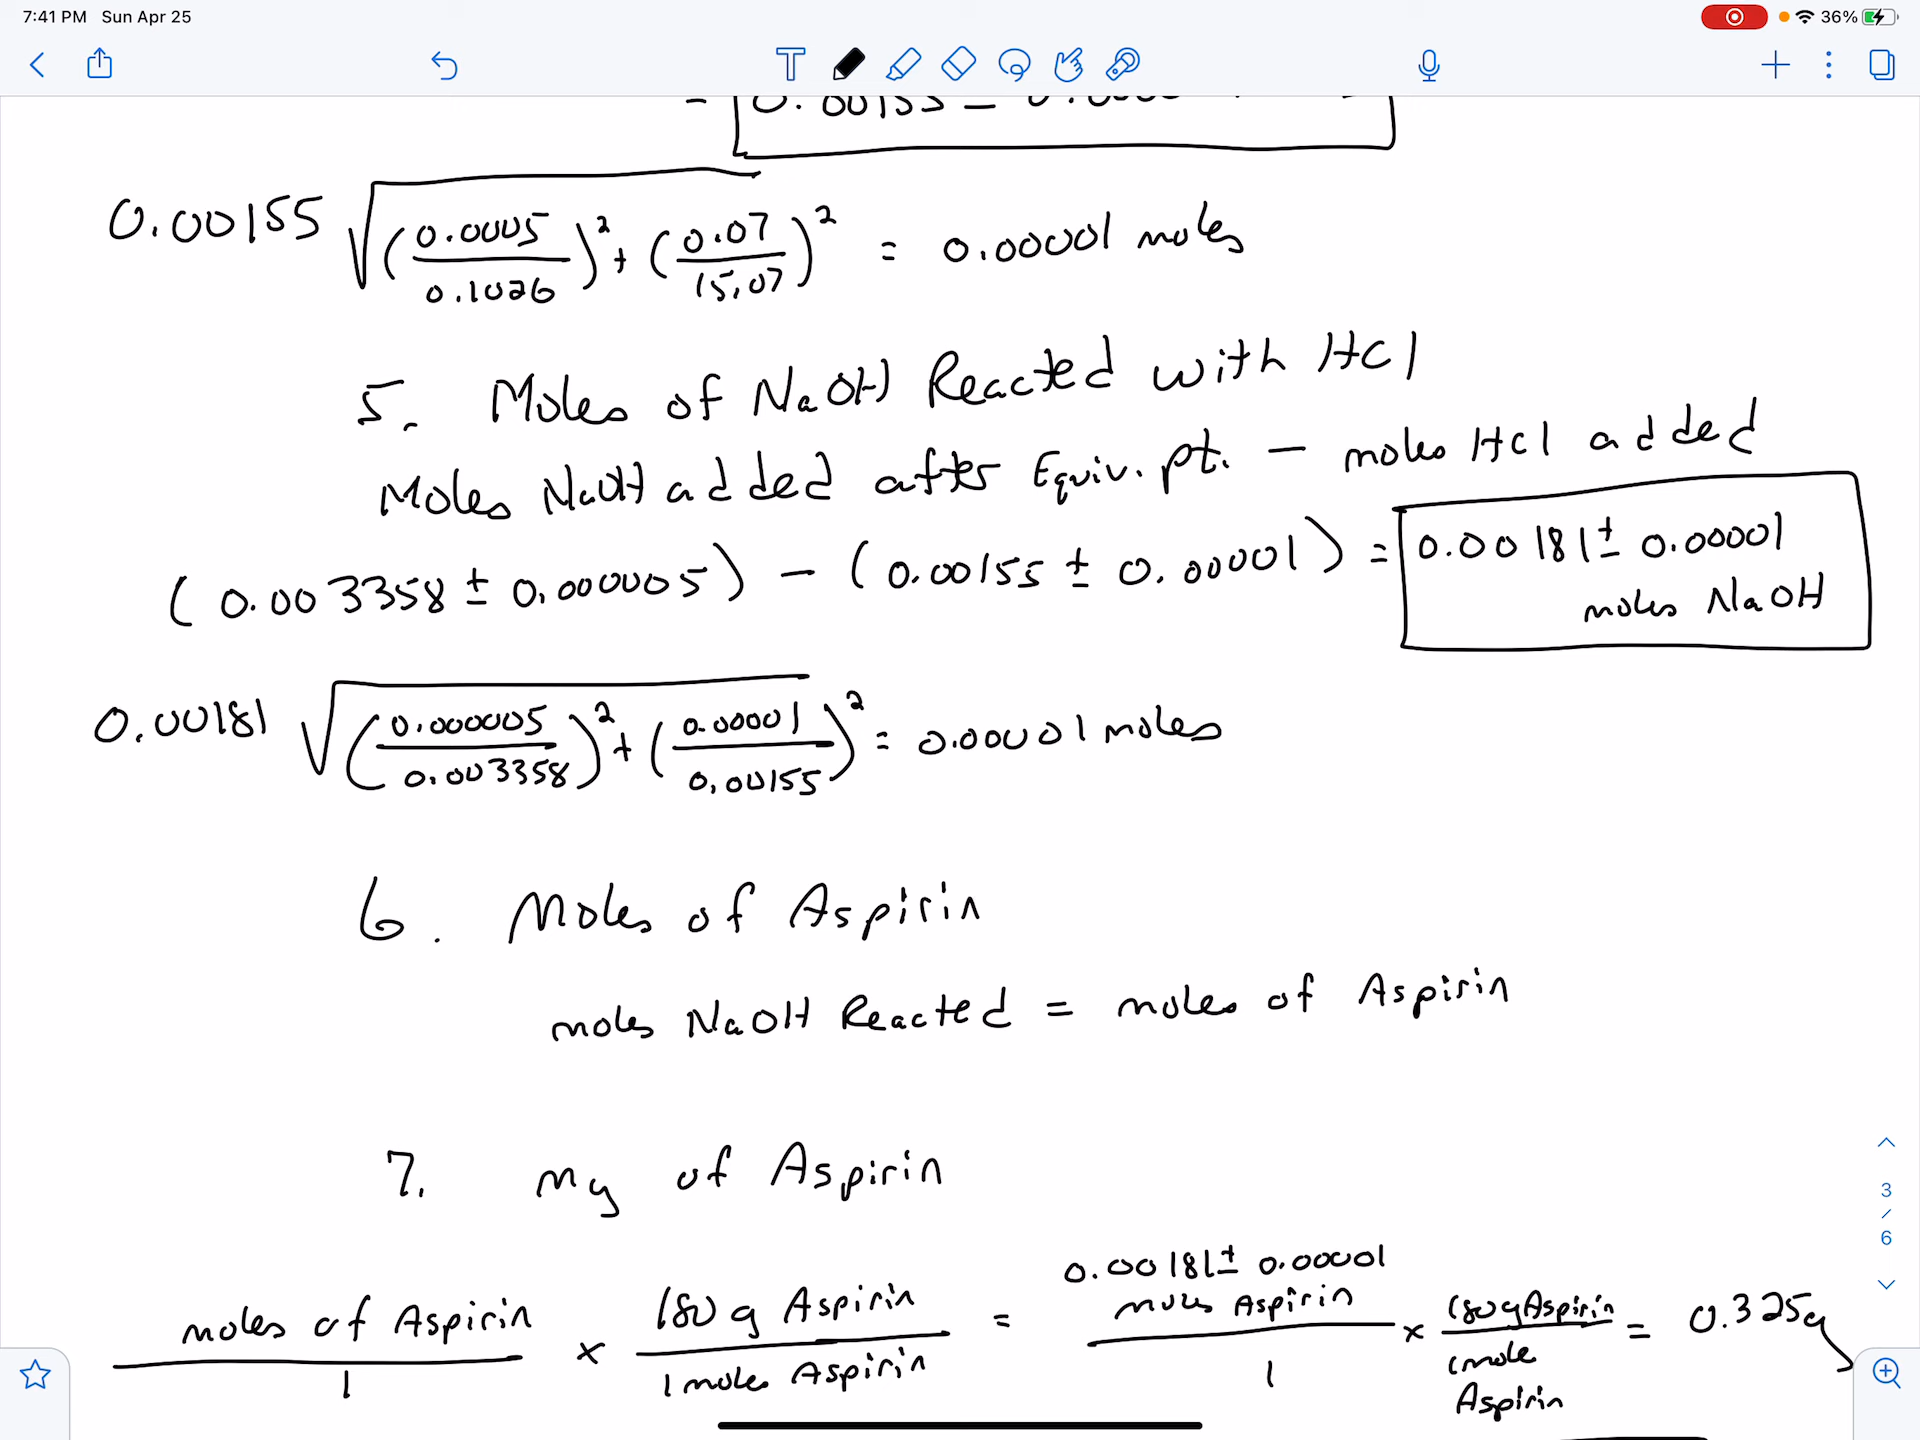 7:41 PM Sun Apr 25
36%
= 0.00155
0.00155 √((0.0005/0.1026)² + (0.07/15.07)²) = 0.00001 moles
5. Moles of NaOH Reacted with HCl
Moles NaOH added after Equiv. pt. – moles HCl added
(0.003358 ± 0.000005) – (0.00155 ± 0.00001) = 0.00181 ± 0.00001
moles NaOH
0.00181 √((0.000005/0.003358)² + (0.00001/0.00155)²) = 0.00001 moles
6. Moles of Aspirin
moles NaOH Reacted = moles of Aspirin
7. mg of Aspirin
moles of Aspirin/1 × 180 g Aspirin/1 moles Aspirin = 0.00181 ± 0.00001 moles Aspirin/1 × 180 g Aspirin/1 mole Aspirin = 0.325g
3
/
6